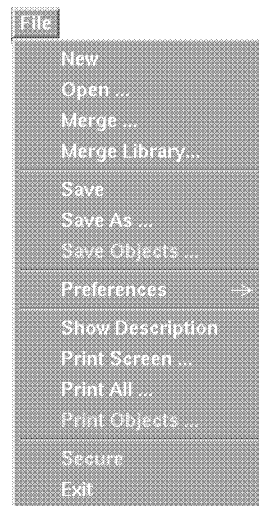 File
New
Open ...
Merge ...
Merge Library...
Save
Save As ...
Save Objects ...
Preferences
Show Description
Print Screen ...
Print All ...
Print Objects ...
Secure
Exit